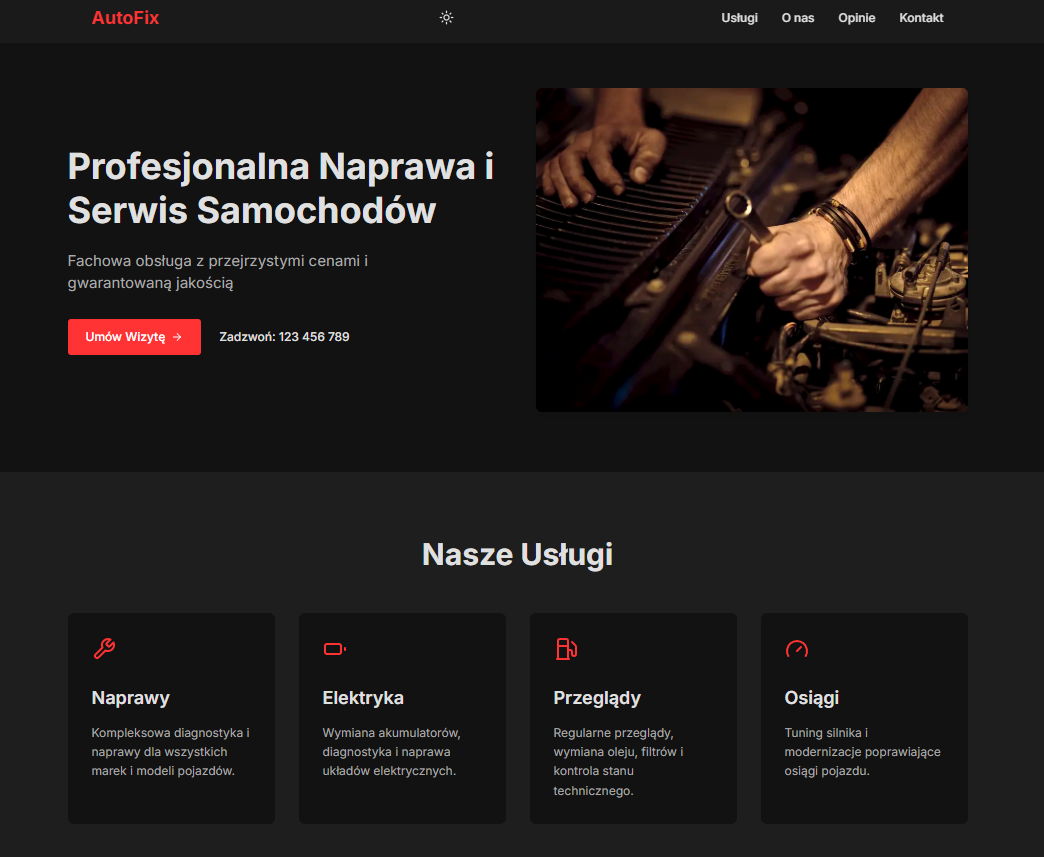 AutoFix
Usługi
O nas
Opinie
Kontakt
Profesjonalna Naprawa i
Serwis Samochodów
Fachowa obsługa z przejrzystymi cenami i
gwarantowaną jakością
Umów Wizytę →
Zadzwoń: 123 456 789
Nasze Usługi
Naprawy
Kompleksowa diagnostyka i
naprawy dla wszystkich
marek i modeli pojazdów.
Elektryka
Wymiana akumulatorów,
diagnostyka i naprawa
układów elektrycznych.
Przeglądy
Regularne przeglądy,
wymiana oleju, filtrów i
kontrola stanu
technicznego.
Osiągi
Tuning silnika i
modernizacje poprawiające
osiągi pojazdu.